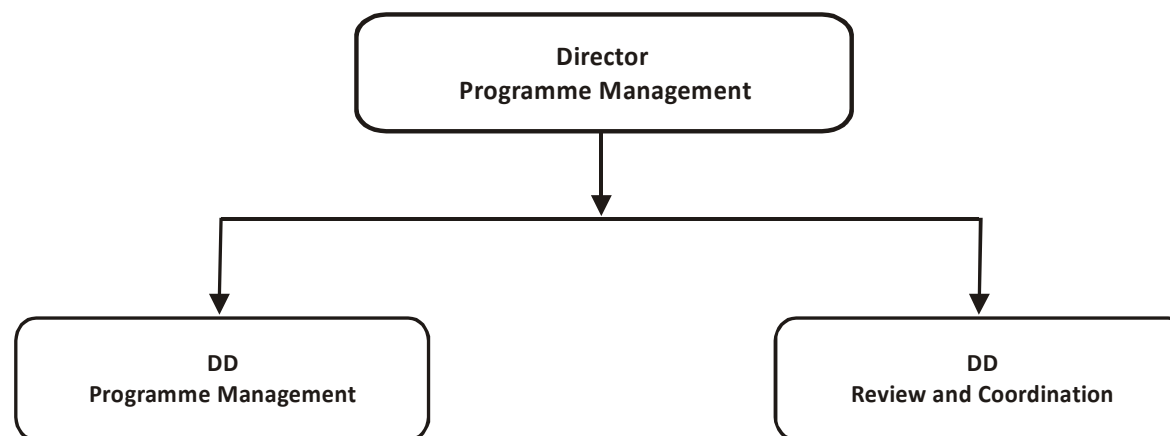 Director
Programme Management
DD
Programme Management
DD
Review and Coordination